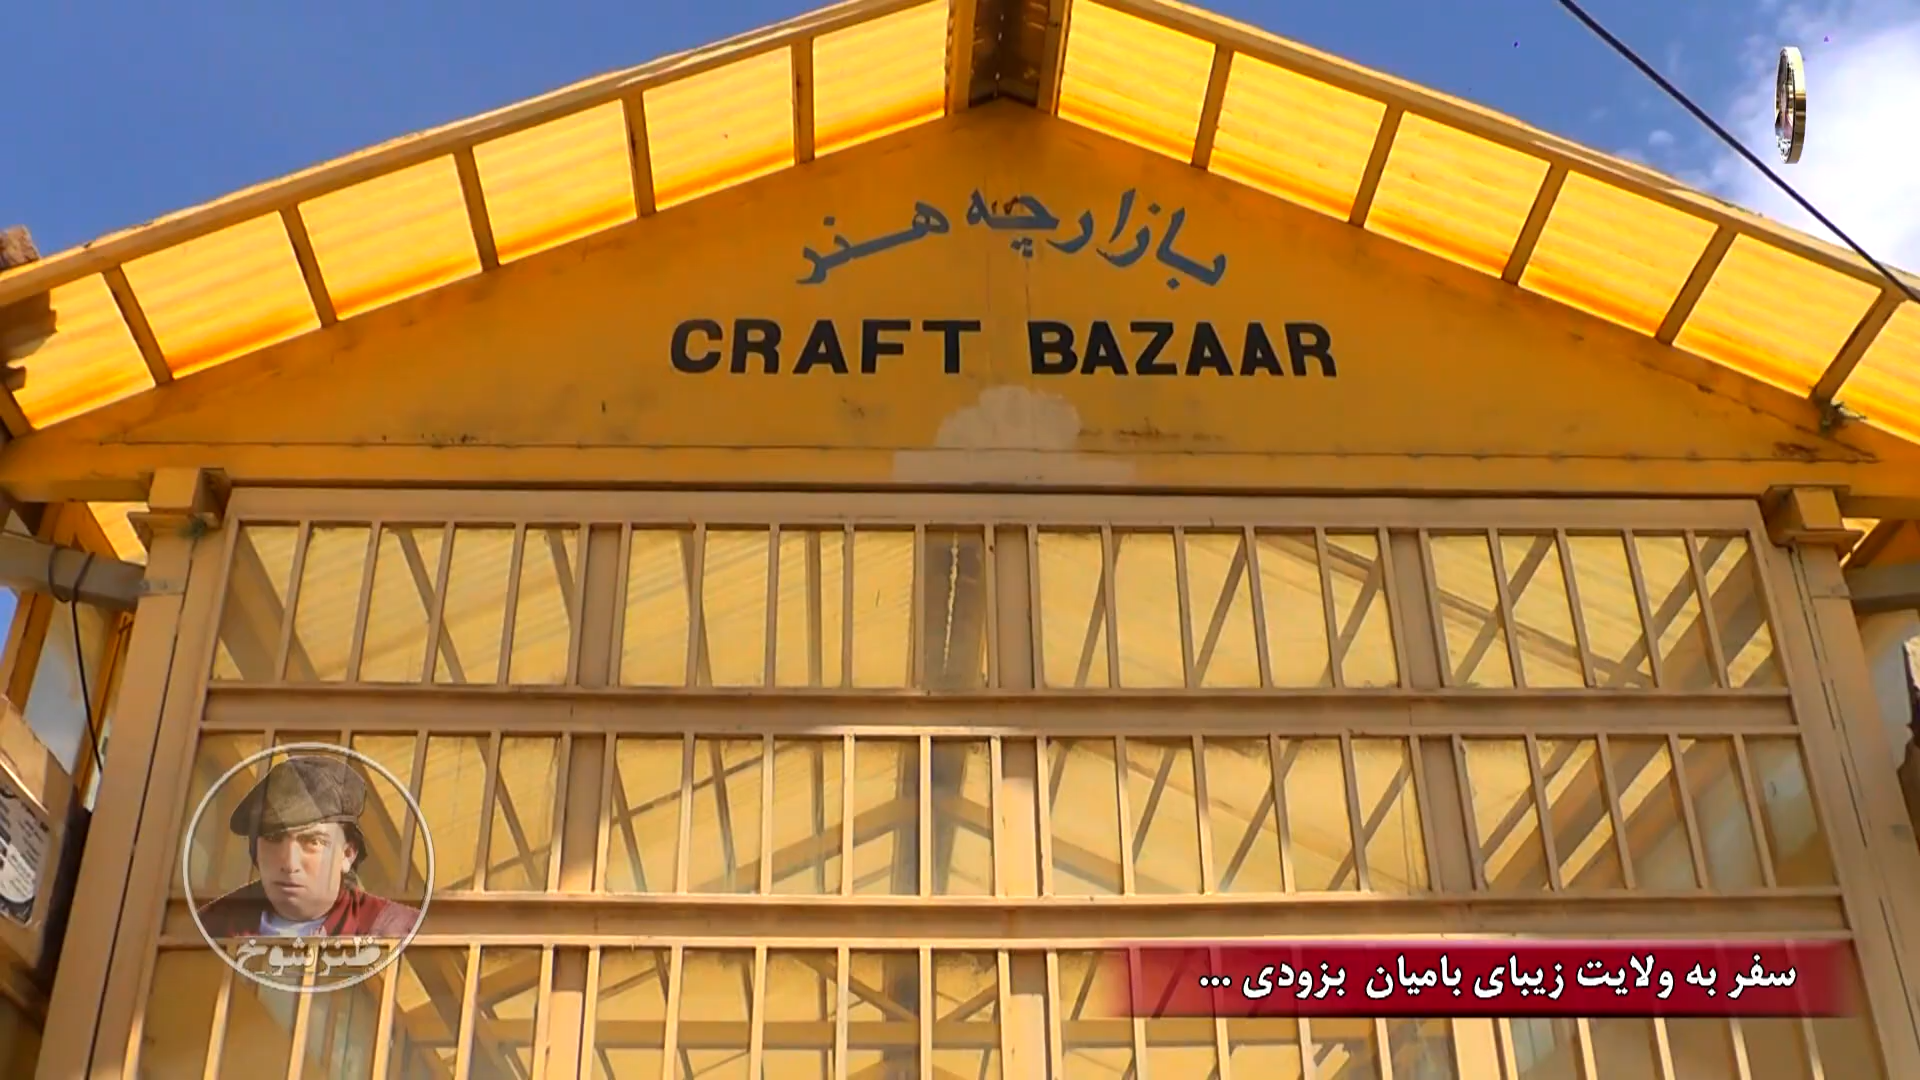 بازارچه هنر
CRAFT BAZAAR
طنز شوخ
سفر به ولایت زیبای بامیان بزودی ...